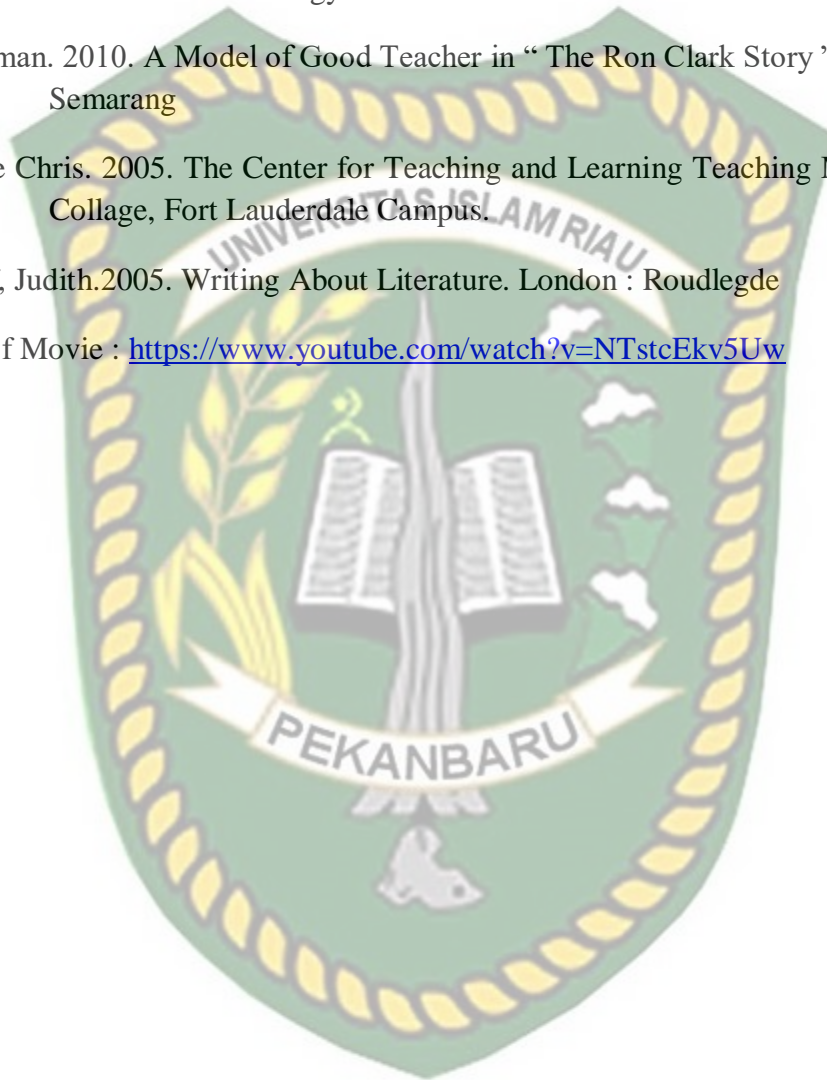 man. 2010. A Model of Good Teacher in “ The Ron Clark Story ”
Semarang
e Chris. 2005. The Center for Teaching and Learning Teaching
Collage, Fort Lauderdale Campus.
, Judith.2005. Writing About Literature. London : Roudlegde
f Movie : https://www.youtube.com/watch?v=NTstcEkv5Uw
UNIVERSITAS ISLAM RIAU
PEKANBARU